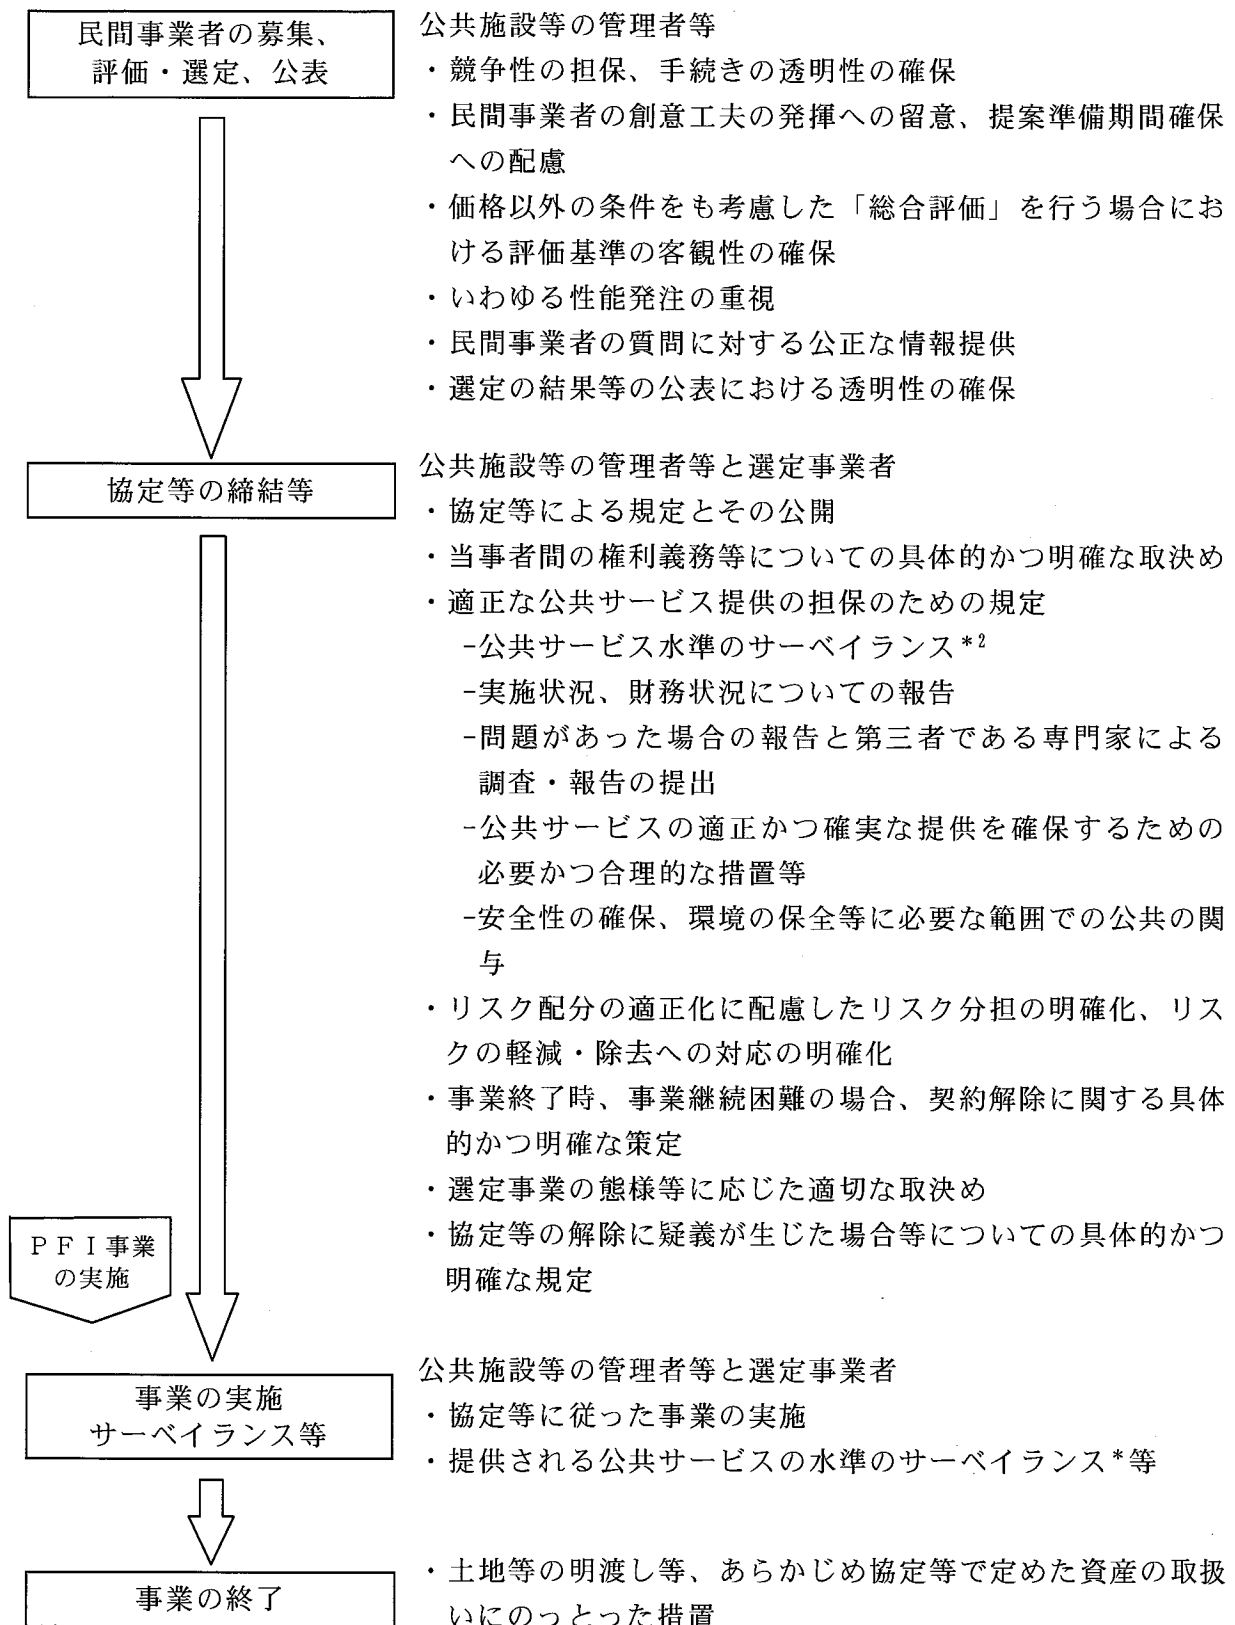 民間事業者の募集、
評価・選定、公表
公共施設等の管理者等
・競争性の担保、手続きの透明性の確保
・民間事業者の創意工夫の発揮への留意、提案準備期間確保
への配慮
・価格以外の条件をも考慮した「総合評価」を行う場合にお
ける評価基準の客観性の確保
・いわゆる性能発注の重視
・民間事業者の質問に対する公正な情報提供
・選定の結果等の公表における透明性の確保
協定等の締結等
公共施設等の管理者等と選定事業者
・協定等による規定とその公開
・当事者間の権利義務等についての具体的かつ明確な取決め
・適正な公共サービス提供の担保のための規定
-公共サービス水準のサーベイランス*2
-実施状況、財務状況についての報告
-問題があった場合の報告と第三者である専門家による
調査・報告の提出
-公共サービスの適正かつ確実な提供を確保するための
必要かつ合理的な措置等
-安全性の確保、環境の保全等に必要な範囲での公共の関
与
・リスク配分の適正化に配慮したリスク分担の明確化、リス
クの軽減・除去への対応の明確化
・事業終了時、事業継続困難の場合、契約解除に関する具体
的かつ明確な策定
・選定事業の態様等に応じた適切な取決め
・協定等の解除に疑義が生じた場合等についての具体的かつ
明確な規定
ＰＦＩ事業
の実施
事業の実施
サーベイランス等
公共施設等の管理者等と選定事業者
・協定等に従った事業の実施
・提供される公共サービスの水準のサーベイランス*等
事業の終了
・土地等の明渡し等、あらかじめ協定等で定めた資産の取扱
いにのっとった措置